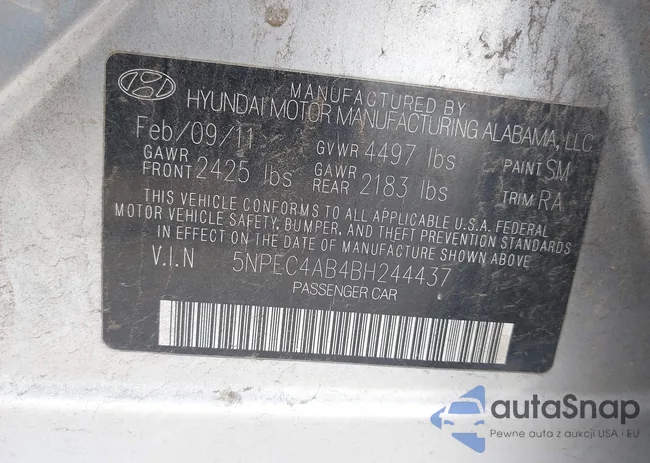 MANUFACTURED BY
HYUNDAI MOTOR MANUFACTURING ALABAMA, LLC
Feb/09/11 GVWR 4497 lbs PAINT SM
GAWR FRONT 2425 lbs GAWR REAR 2183 lbs TRIM RA
THIS VEHICLE CONFORMS TO ALL APPLICABLE U.S.A. FEDERAL
MOTOR VEHICLE SAFETY, BUMPER, AND THEFT PREVENTION STANDARDS
IN EFFECT ON THE DATE OF MANUFACTURE SHOWN ABOVE.
V.I.N 5NPEC4AB4BH244437
PASSENGER CAR
autaSnap
Pewne auta z aukcji USA i EU